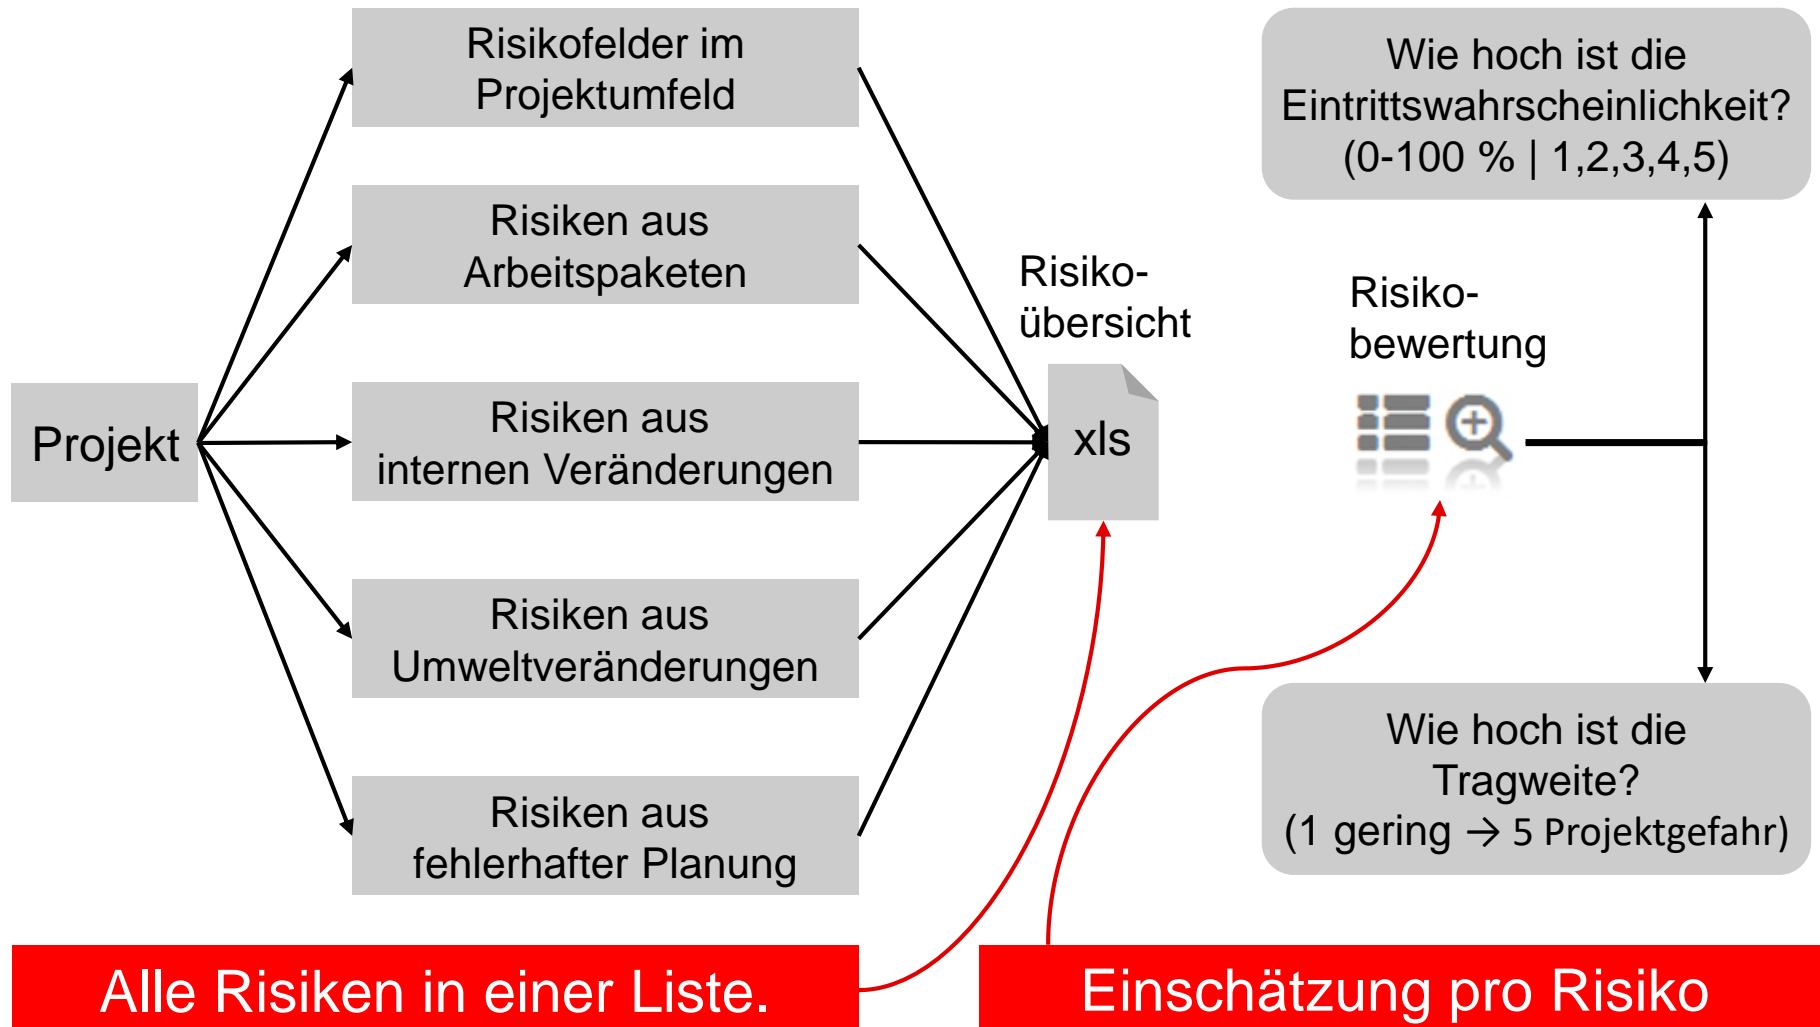 Projekt
Risikofelder im
Projektumfeld
Risiken aus
Arbeitspaketen
Risiken aus
internen Veränderungen
Risiken aus
Umweltveränderungen
Risiken aus
fehlerhafter Planung
Risiko-
übersicht
xls
Risiko-
bewertung
Wie hoch ist die
Eintrittswahrscheinlichkeit?
(0-100 % | 1,2,3,4,5)
Wie hoch ist die
Tragweite?
(1 gering → 5 Projektgefahr)
Alle Risiken in einer Liste.
Einschätzung pro Risiko